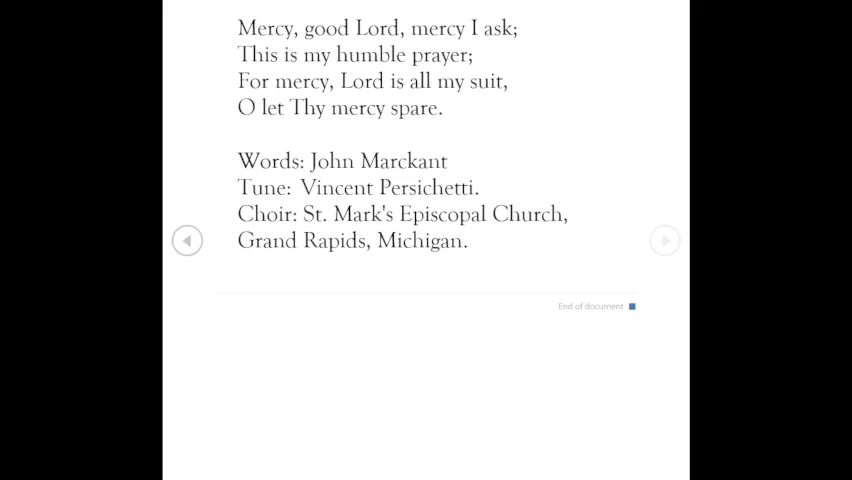 Mercy, good Lord, mercy I ask;
This is my humble prayer;
For mercy, Lord is all my suit,
O let Thy mercy spare.
Words: John Marckant
Tune: Vincent Persichetti.
Choir: St. Mark's Episcopal Church,
Grand Rapids, Michigan.
End of document